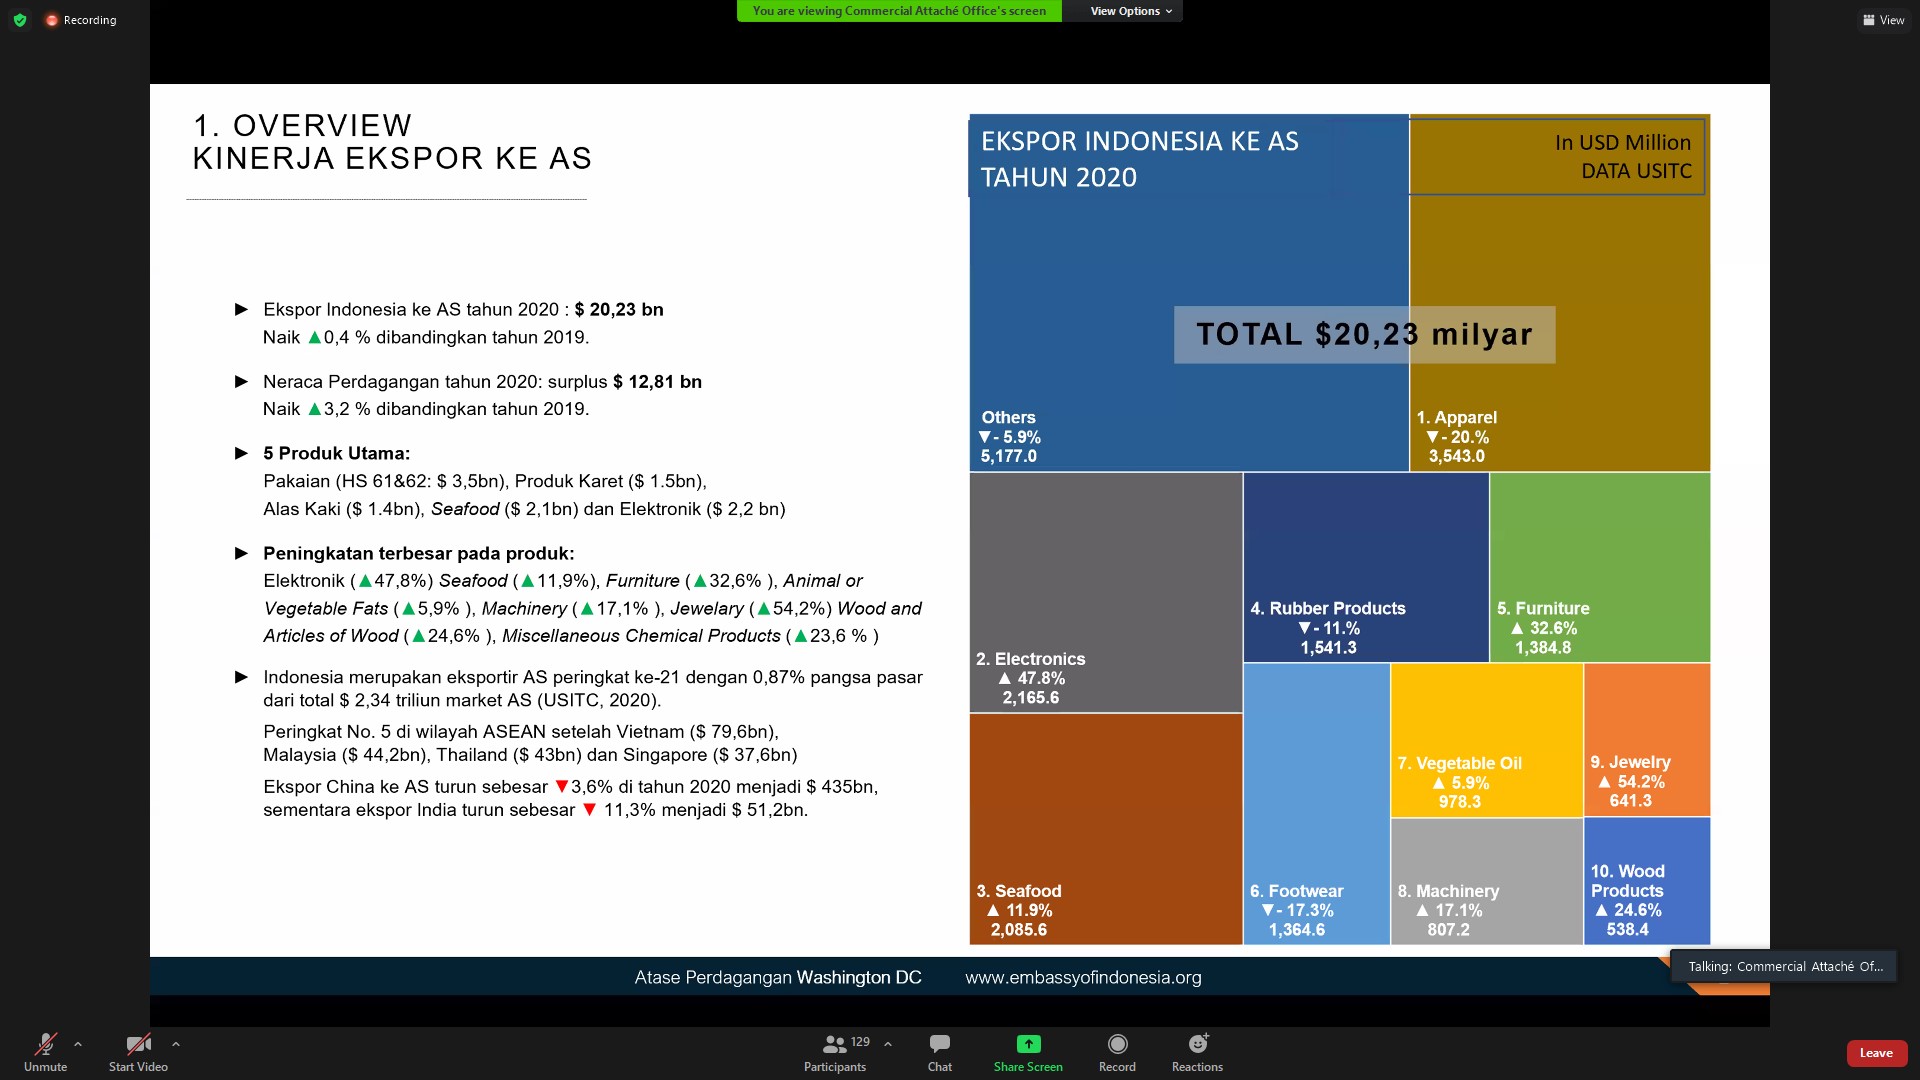 Recording
You are viewing Commercial Attaché Office's screen
View Options
View
1. OVERVIEW
KINERJA EKSPOR KE AS
► Ekspor Indonesia ke AS tahun 2020 : $ 20,23 bn
Naik ▲0,4 % dibandingkan tahun 2019.
► Neraca Perdagangan tahun 2020: surplus $ 12,81 bn
Naik ▲3,2 % dibandingkan tahun 2019.
► 5 Produk Utama:
Pakaian (HS 61&62: $ 3,5bn), Produk Karet ($ 1.5bn),
Alas Kaki ($ 1.4bn), Seafood ($ 2,1bn) dan Elektronik ($ 2,2 bn)
► Peningkatan terbesar pada produk:
Elektronik (▲47,8%) Seafood (▲11,9%), Furniture (▲32,6% ), Animal or
Vegetable Fats (▲5,9% ), Machinery (▲17,1% ), Jewelary (▲54,2%) Wood and
Articles of Wood (▲24,6% ), Miscellaneous Chemical Products (▲23,6 % )
► Indonesia merupakan eksportir AS peringkat ke-21 dengan 0,87% pangsa pasar
dari total $ 2,34 triliun market AS (USITC, 2020).
Peringkat No. 5 di wilayah ASEAN setelah Vietnam ($ 79,6bn),
Malaysia ($ 44,2bn), Thailand ($ 43bn) dan Singapore ($ 37,6bn)
Ekspor China ke AS turun sebesar ▼3,6% di tahun 2020 menjadi $ 435bn,
sementara ekspor India turun sebesar ▼ 11,3% menjadi $ 51,2bn.
EKSPOR INDONESIA KE AS
TAHUN 2020
In USD Million
DATA USITC
TOTAL $20,23 milyar
Others
▼- 5.9%
5,177.0
1. Apparel
▼- 20.%
3,543.0
2. Electronics
▲ 47.8%
2,165.6
4. Rubber Products
▼- 11.%
1,541.3
5. Furniture
▲ 32.6%
1,384.8
3. Seafood
▲ 11.9%
2,085.6
6. Footwear
▼- 17.3%
1,364.6
7. Vegetable Oil
▲ 5.9%
978.3
9. Jewelry
▲ 54.2%
641.3
8. Machinery
▲ 17.1%
807.2
10. Wood
Products
▲ 24.6%
538.4
Atase Perdagangan Washington DC www.embassyofindonesia.org
Talking: Commercial Attaché Of...
Unmute
Start Video
129
Participants
Chat
Share Screen
Record
Reactions
Leave